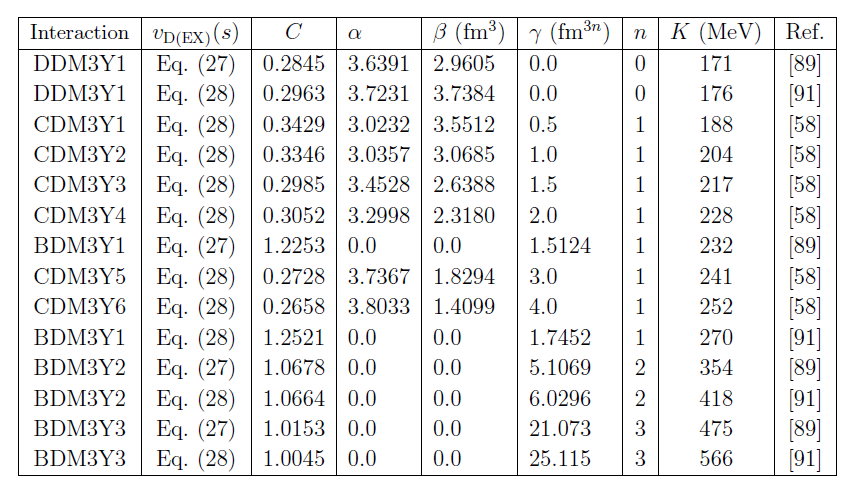 Interaction v_D(EX)(s) C α β (fm³) γ (fm³ⁿ) n K (MeV) Ref.
DDM3Y1 Eq. (27) 0.2845 3.6391 2.9605 0.0 0 171 [89]
DDM3Y1 Eq. (28) 0.2963 3.7231 3.7384 0.0 0 176 [91]
CDM3Y1 Eq. (28) 0.3429 3.0232 3.5512 0.5 1 188 [58]
CDM3Y2 Eq. (28) 0.3346 3.0357 3.0685 1.0 1 204 [58]
CDM3Y3 Eq. (28) 0.2985 3.4528 2.6388 1.5 1 217 [58]
CDM3Y4 Eq. (28) 0.3052 3.2998 2.3180 2.0 1 228 [58]
BDM3Y1 Eq. (27) 1.2253 0.0 0.0 1.5124 1 232 [89]
CDM3Y5 Eq. (28) 0.2728 3.7367 1.8294 3.0 1 241 [58]
CDM3Y6 Eq. (28) 0.2658 3.8033 1.4099 4.0 1 252 [58]
BDM3Y1 Eq. (28) 1.2521 0.0 0.0 1.7452 1 270 [91]
BDM3Y2 Eq. (27) 1.0678 0.0 0.0 5.1069 2 354 [89]
BDM3Y2 Eq. (28) 1.0664 0.0 0.0 6.0296 2 418 [91]
BDM3Y3 Eq. (27) 1.0153 0.0 0.0 21.073 3 475 [89]
BDM3Y3 Eq. (28) 1.0045 0.0 0.0 25.115 3 566 [91]